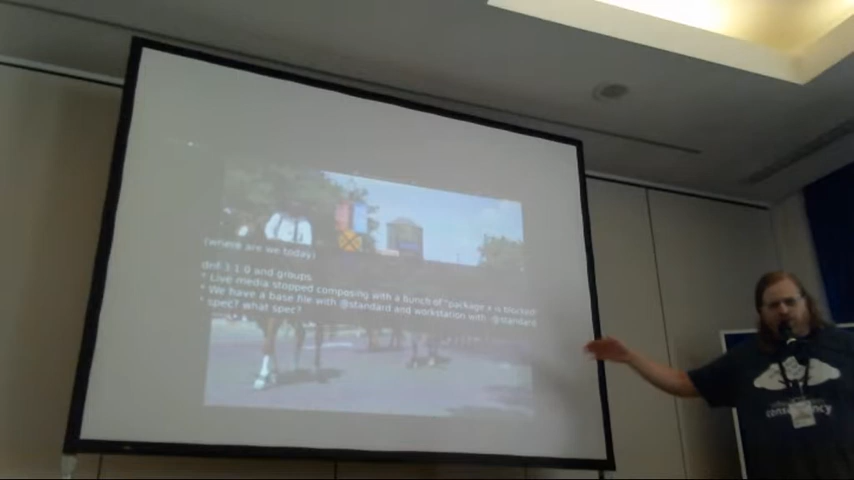 (where are we today)
dnf 3.1.0 and groups.
* Live media stopped composing with a bunch of "package x is blocked"
* We have a base file with @standard and workstation with -@standard
* spec? what spec?